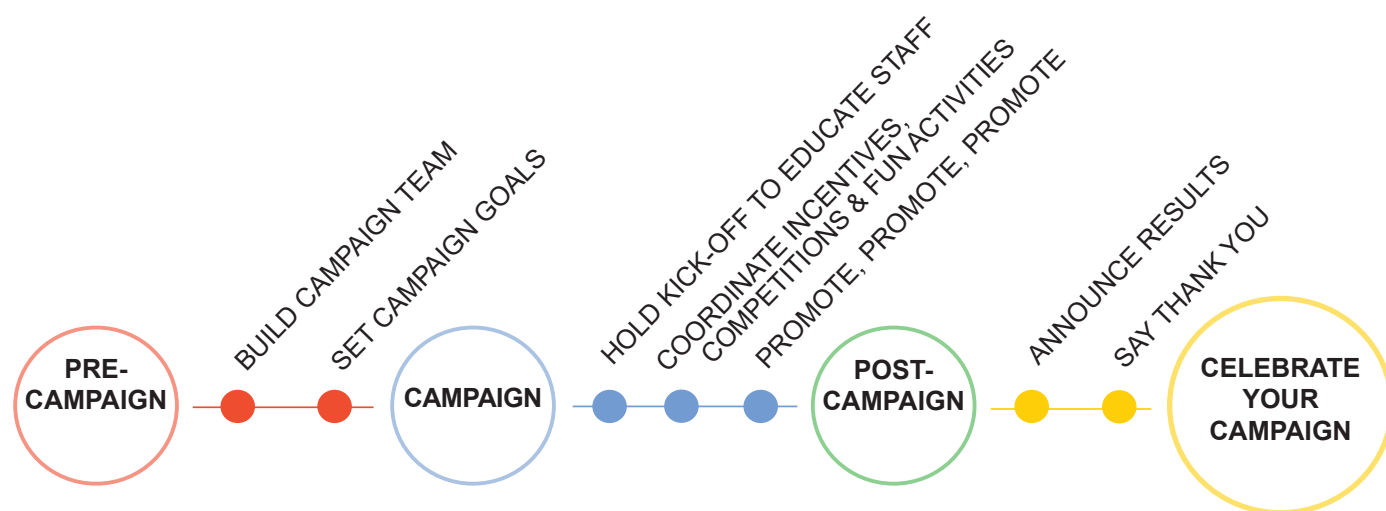 PRE-
CAMPAIGN
BUILD CAMPAIGN TEAM
SET CAMPAIGN GOALS
CAMPAIGN
HOLD KICK-OFF TO EDUCATE STAFF
COORDINATE INCENTIVES,
COMPETITIONS & FUN ACTIVITIES
PROMOTE, PROMOTE, PROMOTE
POST-
CAMPAIGN
ANNOUNCE RESULTS
SAY THANK YOU
CELEBRATE
YOUR
CAMPAIGN